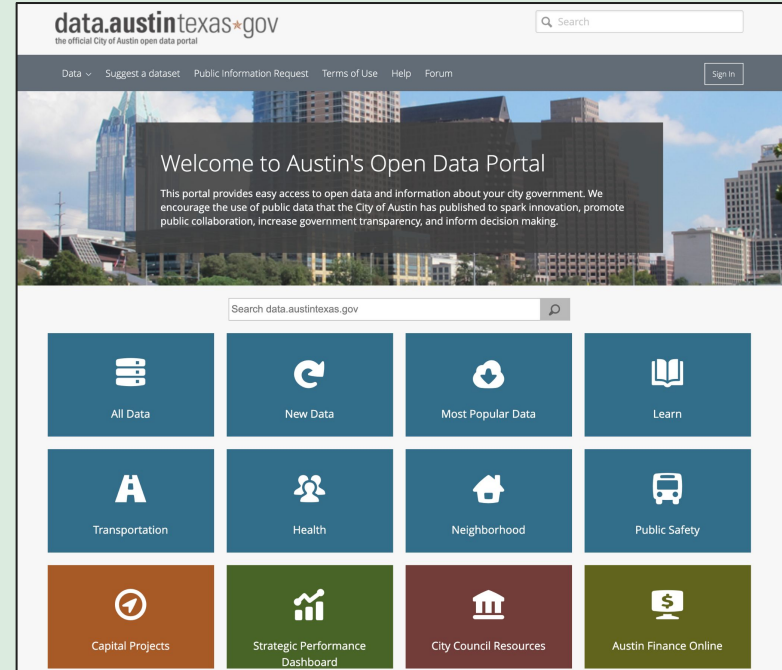 data.austintexas★gov
the official City of Austin open data portal
Search
Data
Suggest a dataset
Public Information Request
Terms of Use
Help
Forum
Sign In
Welcome to Austin's Open Data Portal
This portal provides easy access to open data and information about your city government. We
encourage the use of public data that the City of Austin has published to spark innovation, promote
public collaboration, increase government transparency, and inform decision making.
Search data.austintexas.gov
All Data
New Data
Most Popular Data
Learn
Transportation
Health
Neighborhood
Public Safety
Capital Projects
Strategic Performance
Dashboard
City Council Resources
$
Austin Finance Online